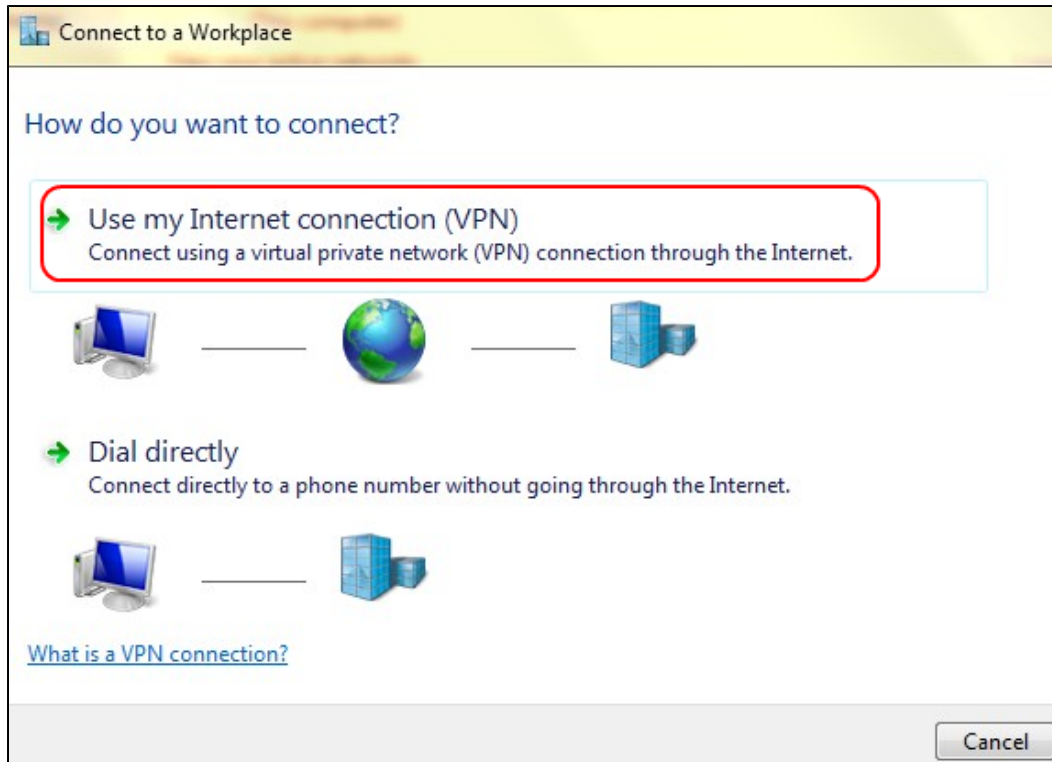 Connect to a Workplace
How do you want to connect?
Use my Internet connection (VPN)
Connect using a virtual private network (VPN) connection through the Internet.
Dial directly
Connect directly to a phone number without going through the Internet.
What is a VPN connection?
Cancel